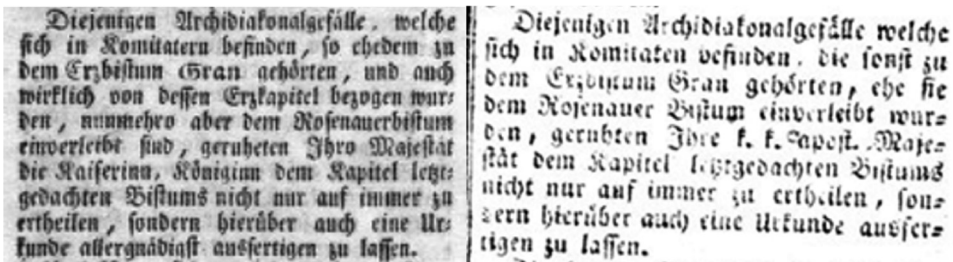 Diejenigen Archidiakonalgefälle, welche
sich in Komitatern befinden, so ehedem zu
dem Erzbistum Gran gehörten, und auch
wirklich von dessen Erzkapitel bezogen wur-
den, nunmehro aber dem Rosenauerbistum
einverleibt sind, geruheten Ihro Majestät
die Kaiserinn, Königinn dem Kapitel letzt-
gedachten Bistums nicht nur auf immer zu
ertheilen, sondern hierüber auch eine Ur-
kunde allergnädigst ausfertigen zu lassen.
Diejenigen Archidiakonalgefälle welche
sich in Komitaten befinden, die sonst zu
dem Erzbistum Gran gehörten, ehe sie
dem Rosenauer Bistum einverleibt wur-
den, geruhten Ihre k. k. apost. Maje-
stät dem Kapitel letztgedachten Bistums
nicht nur auf immer zu ertheilen, son-
dern hierüber auch eine Urkunde ausfer-
tigen zu lassen.